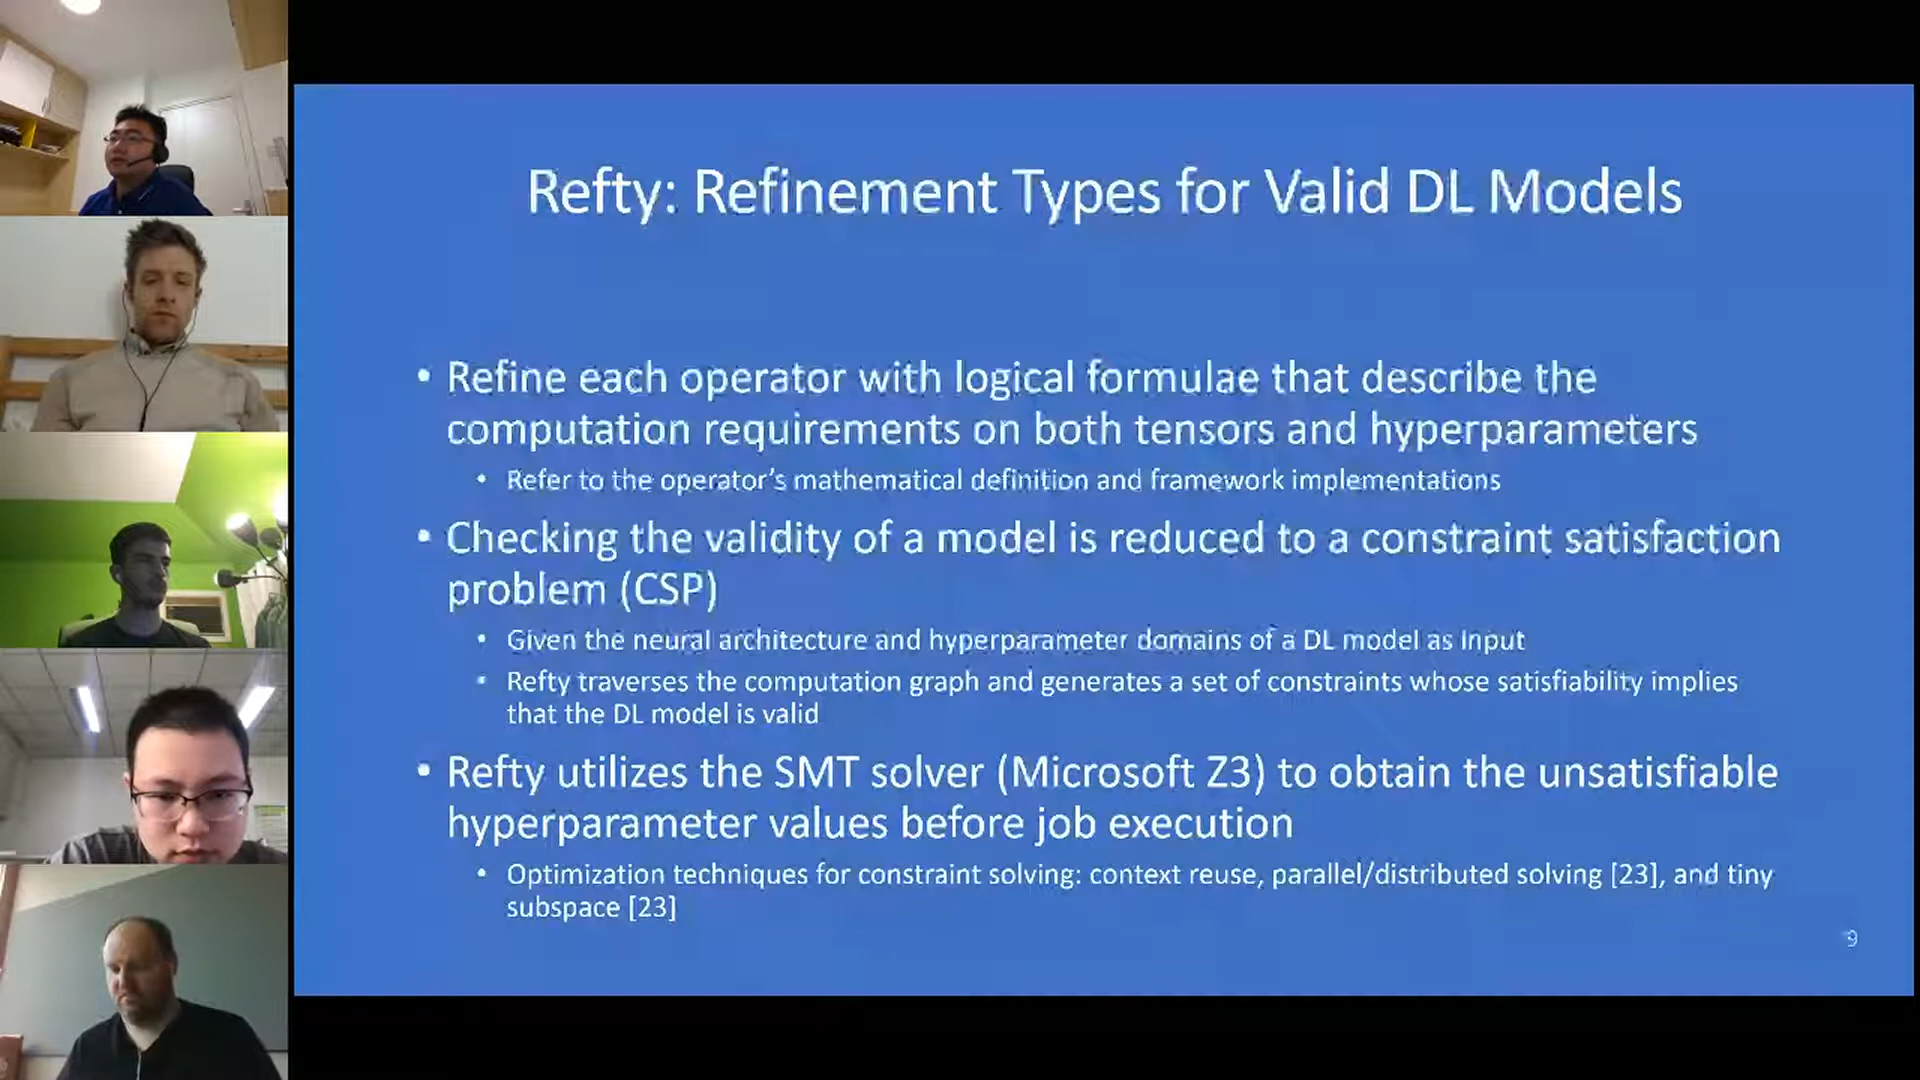 Refty: Refinement Types for Valid DL Models
• Refine each operator with logical formulae that describe the
computation requirements on both tensors and hyperparameters
• Refer to the operator's mathematical definition and framework implementations
• Checking the validity of a model is reduced to a constraint satisfaction
problem (CSP)
• Given the neural architecture and hyperparameter domains of a DL model as input
• Refty traverses the computation graph and generates a set of constraints whose satisfiability implies
that the DL model is valid
• Refty utilizes the SMT solver (Microsoft Z3) to obtain the unsatisfiable
hyperparameter values before job execution
• Optimization techniques for constraint solving: context reuse, parallel/distributed solving [23], and tiny
subspace [23]
9